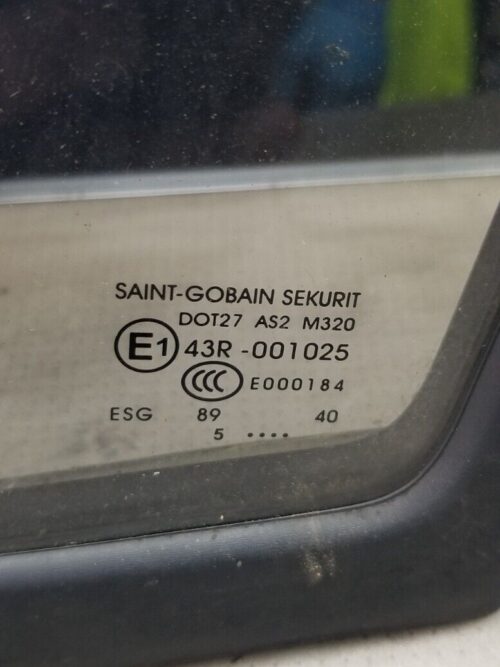 SAINT-GOBAIN SEKURIT
DOT27 AS2 M320
E1 43R -001025
CCC E000184
ESG 89 40
5 ....